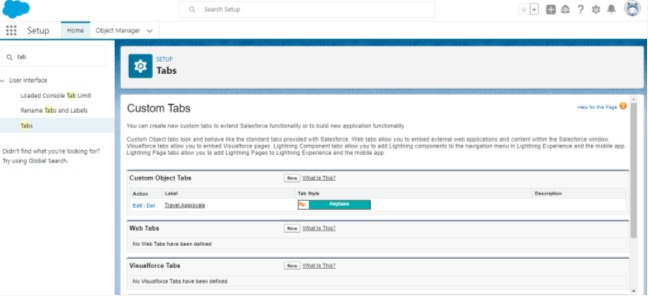 Search Setup
Setup Home Object Manager
tab
User Interface
Loaded Console Tab Limit
Rename Tabs and Labels
Tabs
Didn't find what you're looking for?
Try using Global Search.
SETUP
Tabs
Custom Tabs
Help for this Page
You can create new custom tabs to extend Salesforce functionality or to build new application functionality.
Custom Object tabs look and behave like the standard tabs provided with Salesforce. Web tabs allow you to embed external web applications and content within the Salesforce window.
Visualforce tabs allow you to embed Visualforce pages. Lightning Component tabs allow you to add Lightning components to the navigation menu in Lightning Experience and the mobile app.
Lightning Page tabs allow you to add Lightning Pages to Lightning Experience and the mobile app.
Custom Object Tabs New What Is This?
Action Label Tab Style Description
Edit | Del Travel Approvals Airplane
Web Tabs New What Is This?
No Web Tabs have been defined
Visualforce Tabs New What Is This?
No Visualforce Tabs have been defined